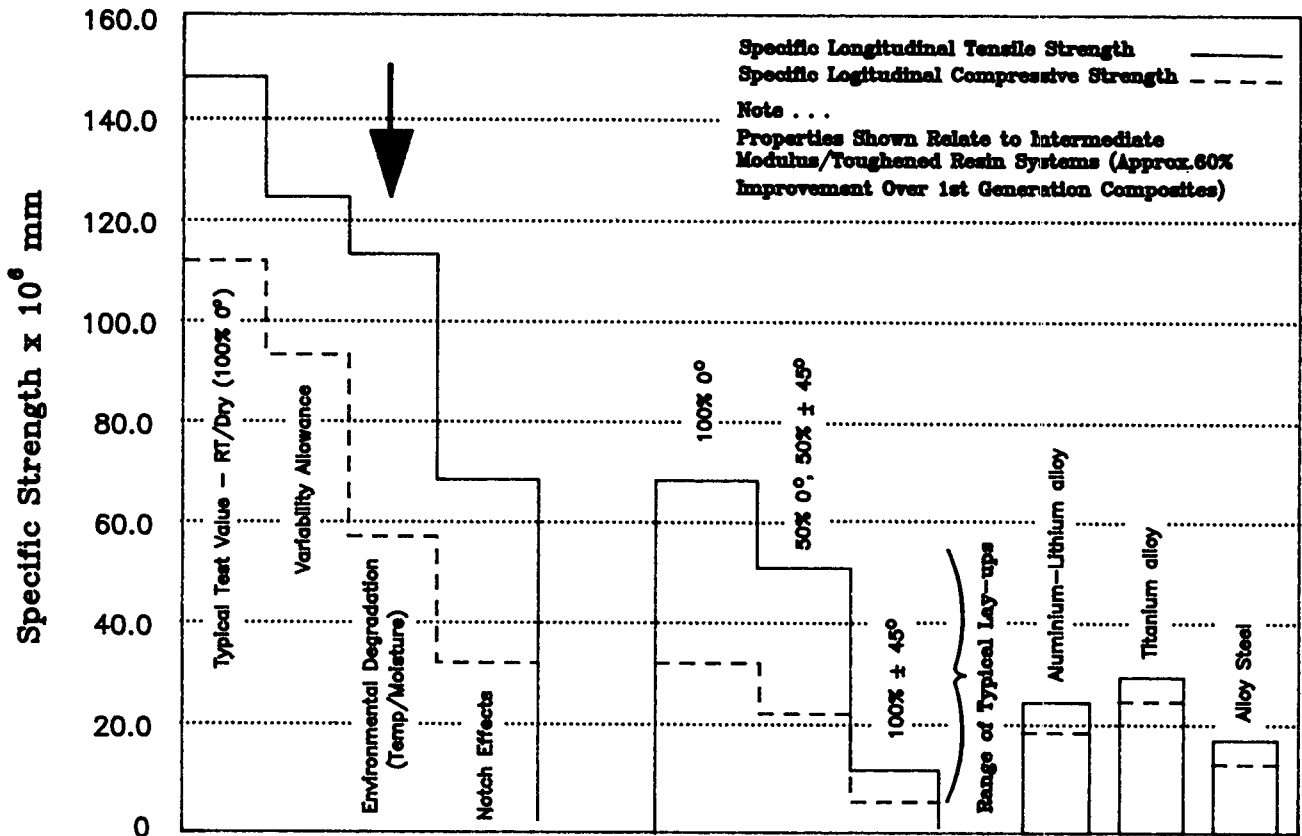 Specific Strength x 10⁶ mm
160.0
140.0
120.0
100.0
80.0
60.0
40.0
20.0
0
Specific Longitudinal Tensile Strength
Specific Logitudinal Compressive Strength
Note . . .
Properties Shown Relate to Intermediate
Modulus/Toughened Resin Systems (Approx.60%
Improvement Over 1st Generation Composites)
Typical Test Value – RT/Dry (100% 0°)
Variability Allowance
Environmental Degradation
(Temp/Moisture)
Notch Effects
100% 0°
50% 0°, 50% ± 45°
100% ± 45°
Range of Typical Lay-ups
Aluminium-Lithium alloy
Titanium alloy
Alloy Steel